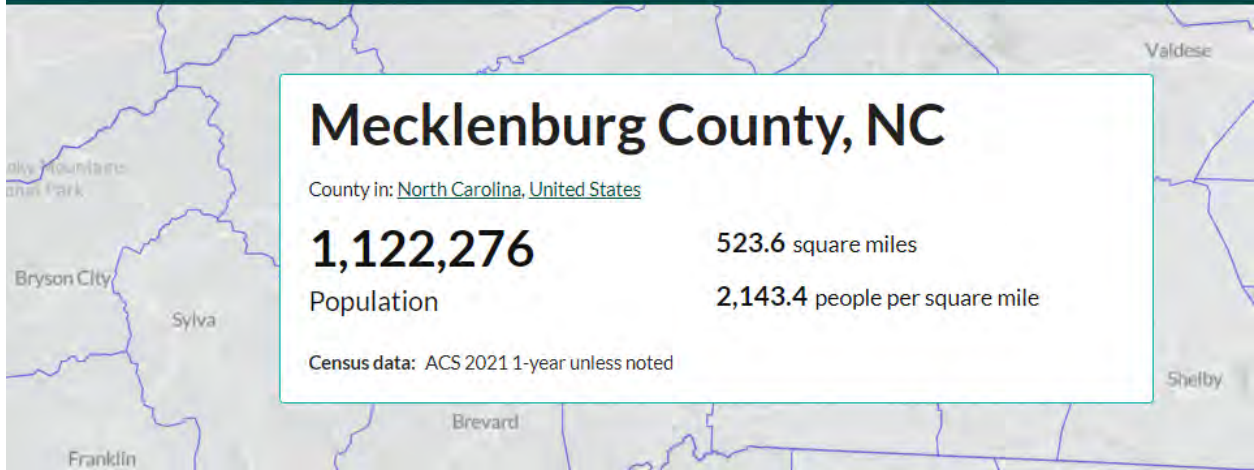 Valdese
Mecklenburg County, NC
Mountains
Park
County in: North Carolina, United States
1,122,276
523.6 square miles
Population
2,143.4 people per square mile
Bryson City
Sylva
Census data: ACS 2021 1-year unless noted
Shelby
Brevard
Franklin